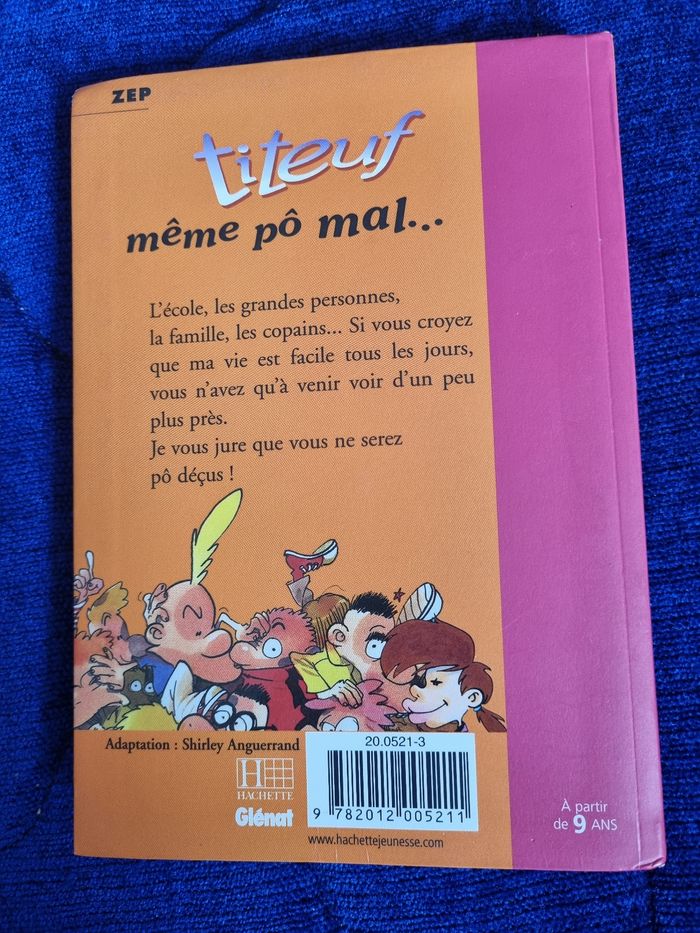 ZEP
titeuf
même pô mal...
L'école, les grandes personnes,
la famille, les copains... Si vous croyez
que ma vie est facile tous les jours,
vous n'avez qu'à venir voir d'un peu
plus près.
Je vous jure que vous ne serez
pô déçus !
Adaptation : Shirley Anguerrand
H
HACHETTE
Glénat
20.0521-3
9 782012 005211
www.hachettejeunesse.com
À partir
de 9 ANS